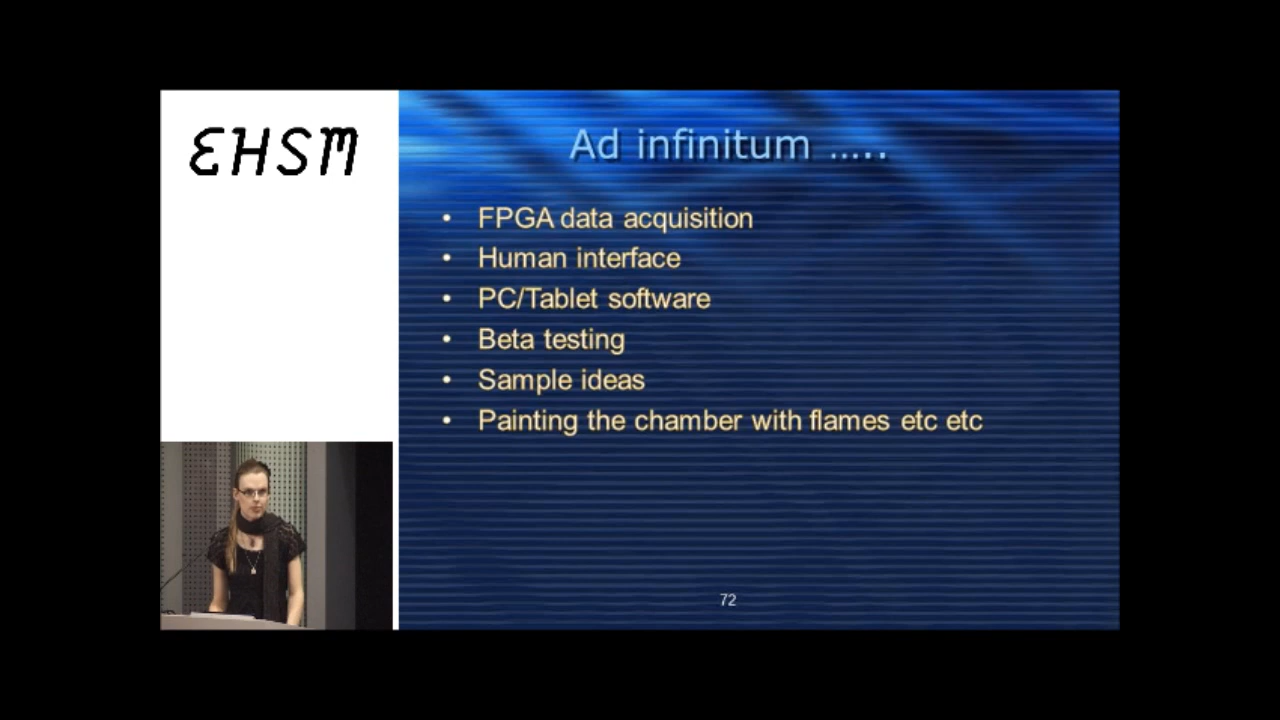 EHSM
Ad infinitum …..
• FPGA data acquisition
• Human interface
• PC/Tablet software
• Beta testing
• Sample ideas
• Painting the chamber with flames etc etc
72